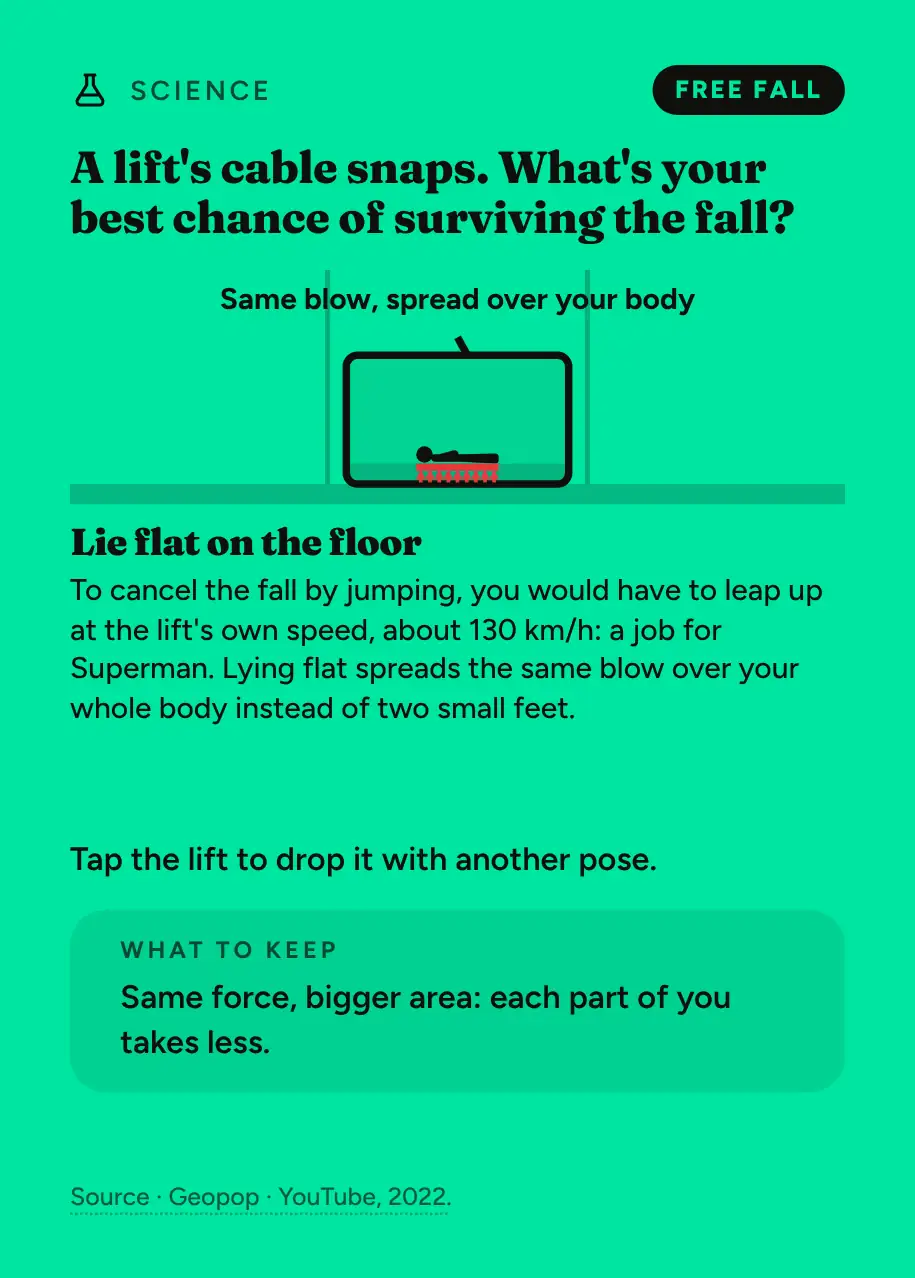 SCIENCE
FREE FALL
A lift's cable snaps. What's your
best chance of surviving the fall?
Same blow, spread over your body
Lie flat on the floor
To cancel the fall by jumping, you would have to leap up
at the lift's own speed, about 130 km/h: a job for
Superman. Lying flat spreads the same blow over your
whole body instead of two small feet.
Tap the lift to drop it with another pose.
WHAT TO KEEP
Same force, bigger area: each part of you
takes less.
Source · Geopop · YouTube, 2022.